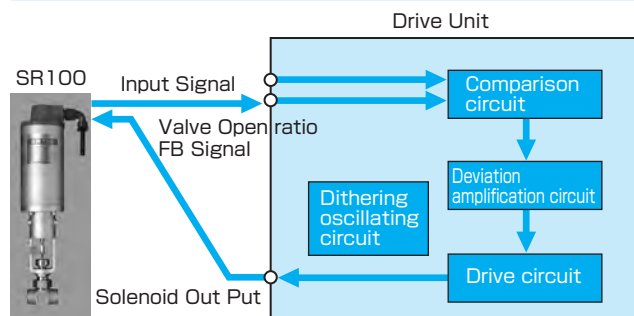 Drive Unit
SR100
Input Signal
Valve Open ratio
FB Signal
Solenoid Out Put
Comparison
circuit
Deviation
amplification circuit
Dithering
oscillating
circuit
Drive circuit